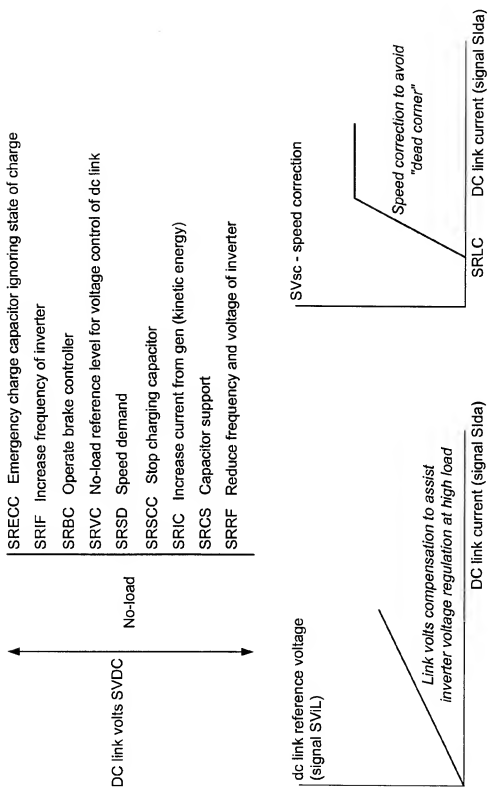 SRECC Emergency charge capacitor ignoring state of charge
SRIF Increase frequency of inverter
SRBC Operate brake controller
SRVC No-load reference level for voltage control of dc link
SRSD Speed demand
SRSCC Stop charging capacitor
SRIC Increase current from gen (kinetic energy)
SRCS Capacitor support
SRRF Reduce frequency and voltage of inverter
No-load
DC link volts SVDC
dc link reference voltage
(signal SViL)
Link volts compensation to assist
inverter voltage regulation at high load
DC link current (signal SIda)
SVsc - speed correction
Speed correction to avoid
"dead corner"
SRLC
DC link current (signal SIda)